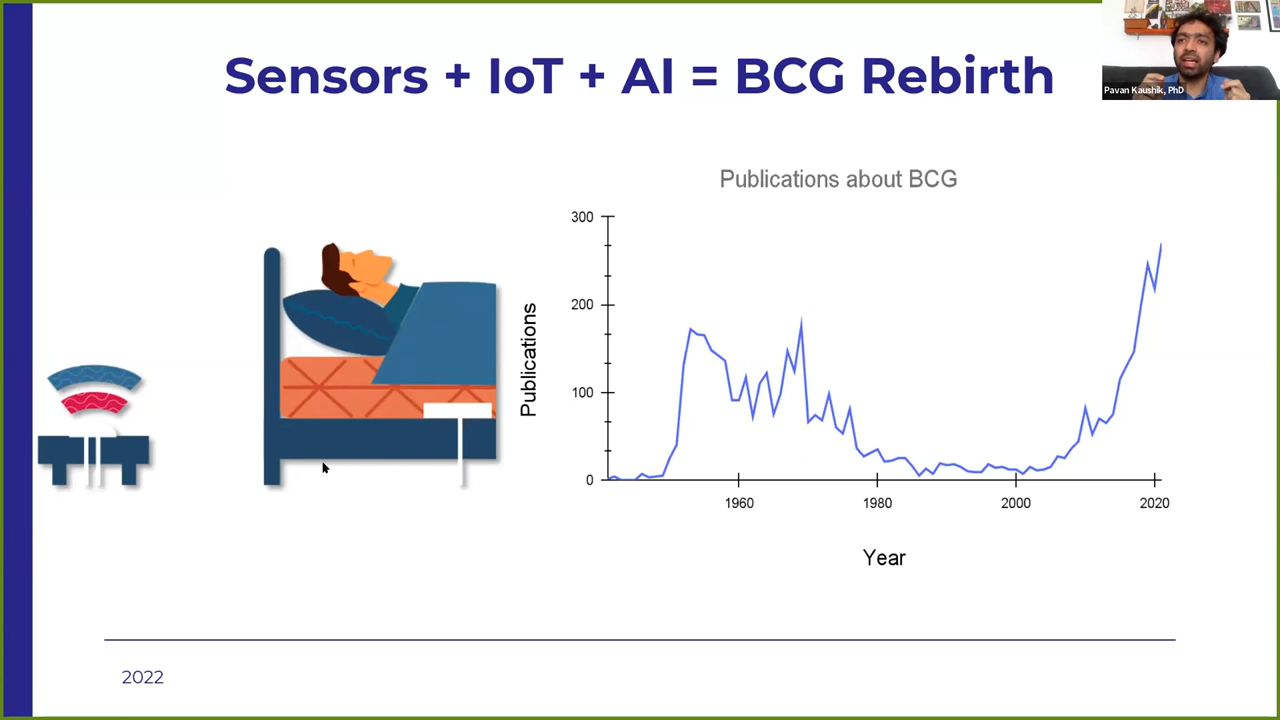 Sensors + IoT + AI = BCG Rebirth
Pavan Kaushik, PhD
Publications about BCG
300
200
100
0
Publications
1960
1980
2000
2020
Year
2022